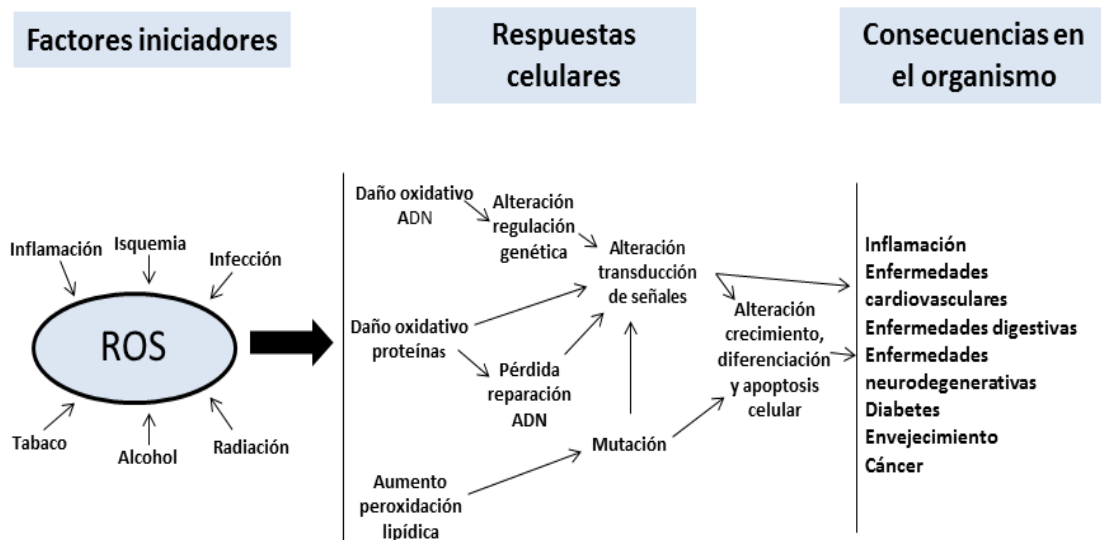 Factores iniciadores
Respuestas
celulares
Consecuencias en
el organismo
Inflamación
Isquemia
Infección
ROS
Tabaco
Alcohol
Radiación
Daño oxidativo
ADN
Alteración
regulación
genética
Alteración
transducción
de señales
Daño oxidativo
proteínas
Pérdida
reparación
ADN
Alteración
crecimiento,
diferenciación
y apoptosis
celular
Mutación
Aumento
peroxidación
lipídica
Inflamación
Enfermedades
cardiovasculares
Enfermedades digestivas
Enfermedades
neurodegenerativas
Diabetes
Envejecimiento
Cáncer